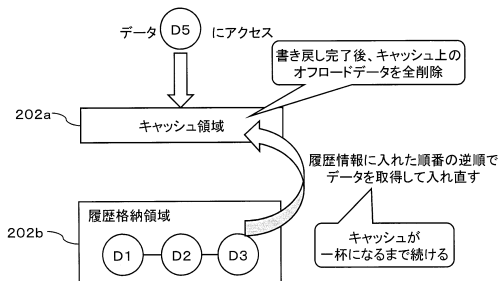 データ D5 にアクセス
書き戻し完了後、キャッシュ上の
オフロードデータを全削除
202a
キャッシュ領域
履歴情報に入れた順番の逆順で
データを取得して入れ直す
202b
履歴格納領域
D1 D2 D3
キャッシュが
一杯になるまで続ける